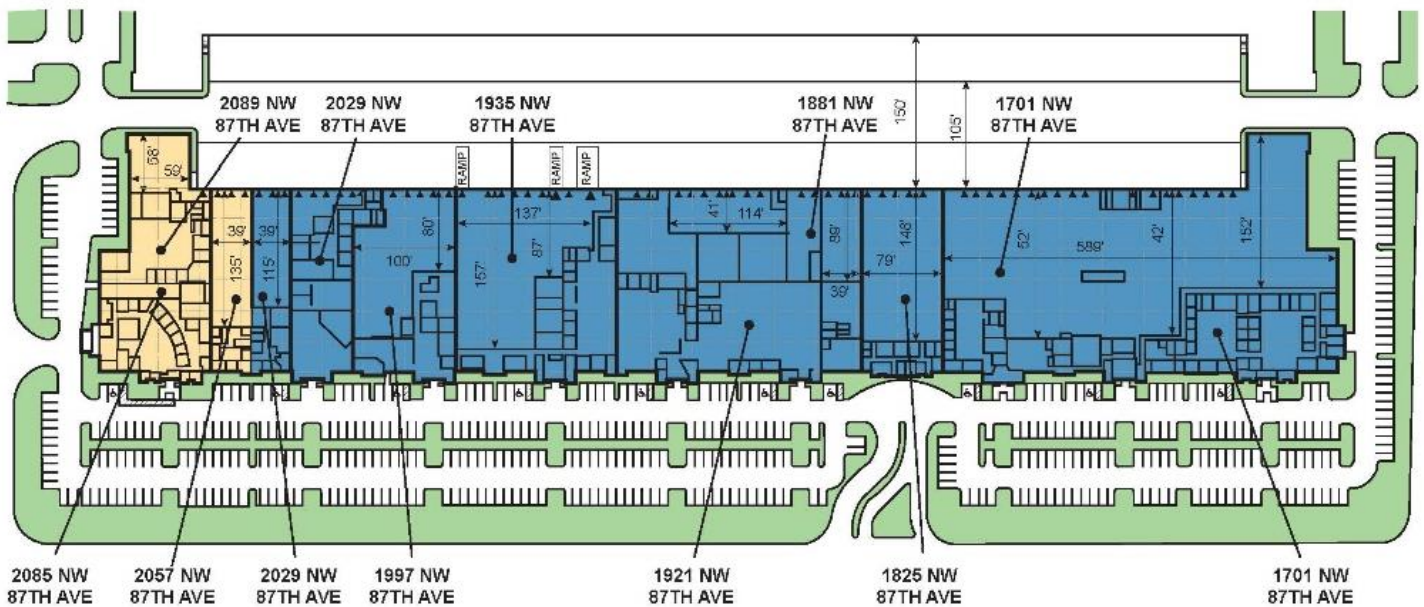 2089 NW
87TH AVE
2029 NW
87TH AVE
1935 NW
87TH AVE
1881 NW
87TH AVE
1701 NW
87TH AVE
150'
105'
RAMP
RAMP
RAMP
68'
59'
39'
135'
39'
115'
100'
80'
137'
157'
87'
41'
114'
89'
39'
148'
79'
52'
589'
42'
152'
2085 NW
87TH AVE
2057 NW
87TH AVE
2029 NW
87TH AVE
1997 NW
87TH AVE
1921 NW
87TH AVE
1825 NW
87TH AVE
1701 NW
87TH AVE